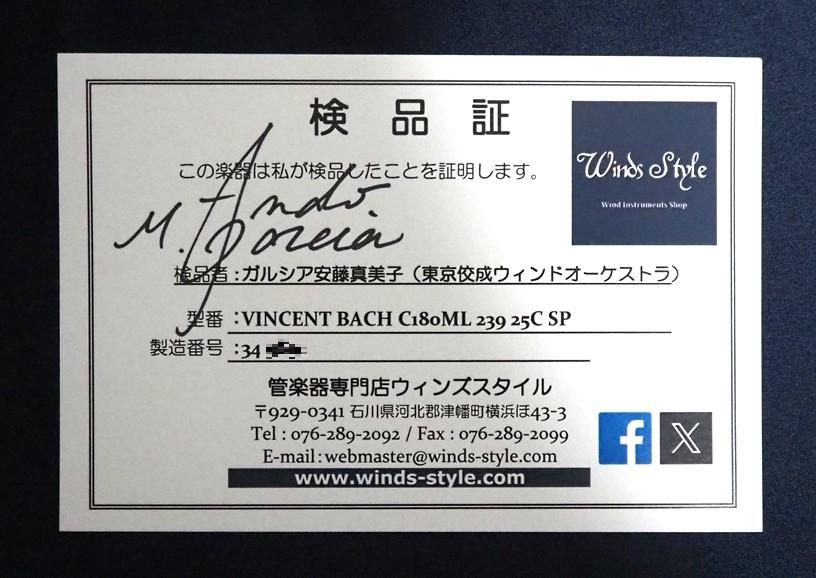 検品証
Winds Style
Wind Instruments Shop
この楽器は私が検品したことを証明します。
M. Ando
Garcia
検品者：ガルシア安藤真美子（東京佼成ウィンドオーケストラ）
型番：VINCENT BACH C180ML 239 25C SP
製造番号：34
管楽器専門店ウィンズスタイル
〒929-0341 石川県河北郡津幡町横浜ほ43-3
Tel : 076-289-2092 / Fax : 076-289-2099
E-mail : webmaster@winds-style.com
www.winds-style.com